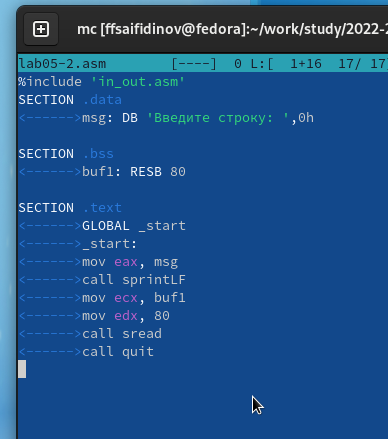 mc [ffsaifidinov@fedora]:~/work/study/2022-2
lab05-2.asm [----] 0 L:[ 1+16 17/ 17
%include 'in_out.asm'
SECTION .data
<------>msg: DB 'Введите строку: ',0h
SECTION .bss
<------>buf1: RESB 80
SECTION .text
<------>GLOBAL _start
<------>_start:
<------>mov eax, msg
<------>call sprintLF
<------>mov ecx, buf1
<------>mov edx, 80
<------>call sread
<------>call quit